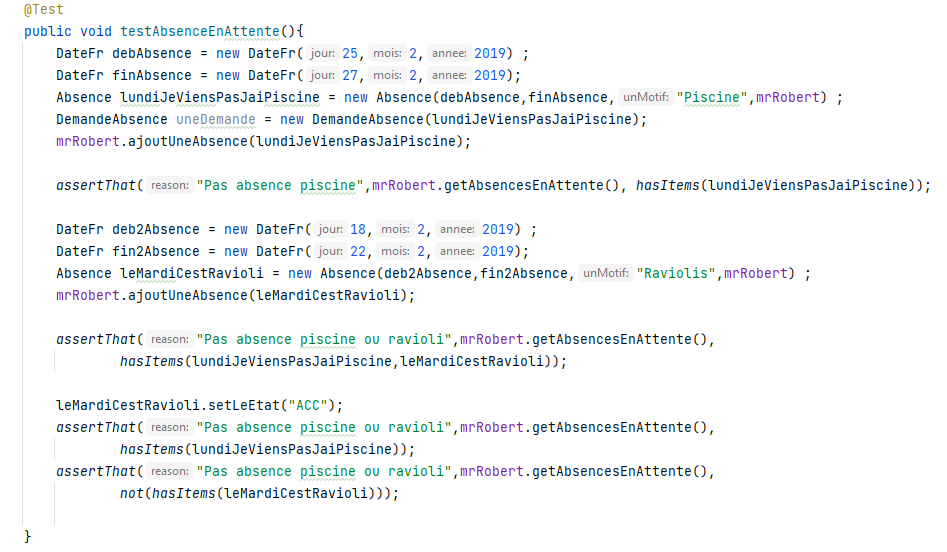 @Test
public void testAbsenceEnAttente(){
DateFr debAbsence = new DateFr( jour: 25, mois: 2, annee: 2019) ;
DateFr finAbsence = new DateFr( jour: 27, mois: 2, annee: 2019);
Absence lundiJeViensPasJaiPiscine = new Absence(debAbsence,finAbsence, unMotif: "Piscine",mrRobert) ;
DemandeAbsence uneDemande = new DemandeAbsence(lundiJeViensPasJaiPiscine);
mrRobert.ajoutUneAbsence(lundiJeViensPasJaiPiscine);
assertThat( reason: "Pas absence piscine",mrRobert.getAbsencesEnAttente(), hasItems(lundiJeViensPasJaiPiscine));
DateFr deb2Absence = new DateFr( jour: 18, mois: 2, annee: 2019) ;
DateFr fin2Absence = new DateFr( jour: 22, mois: 2, annee: 2019);
Absence leMardiCestRavioli = new Absence(deb2Absence,fin2Absence, unMotif: "Raviolis",mrRobert) ;
mrRobert.ajoutUneAbsence(leMardiCestRavioli);
assertThat( reason: "Pas absence piscine ou ravioli",mrRobert.getAbsencesEnAttente(),
hasItems(lundiJeViensPasJaiPiscine,leMardiCestRavioli));
leMardiCestRavioli.setLeEtat("ACC");
assertThat( reason: "Pas absence piscine ou ravioli",mrRobert.getAbsencesEnAttente(),
hasItems(lundiJeViensPasJaiPiscine));
assertThat( reason: "Pas absence piscine ou ravioli",mrRobert.getAbsencesEnAttente(),
not(hasItems(leMardiCestRavioli)));
}